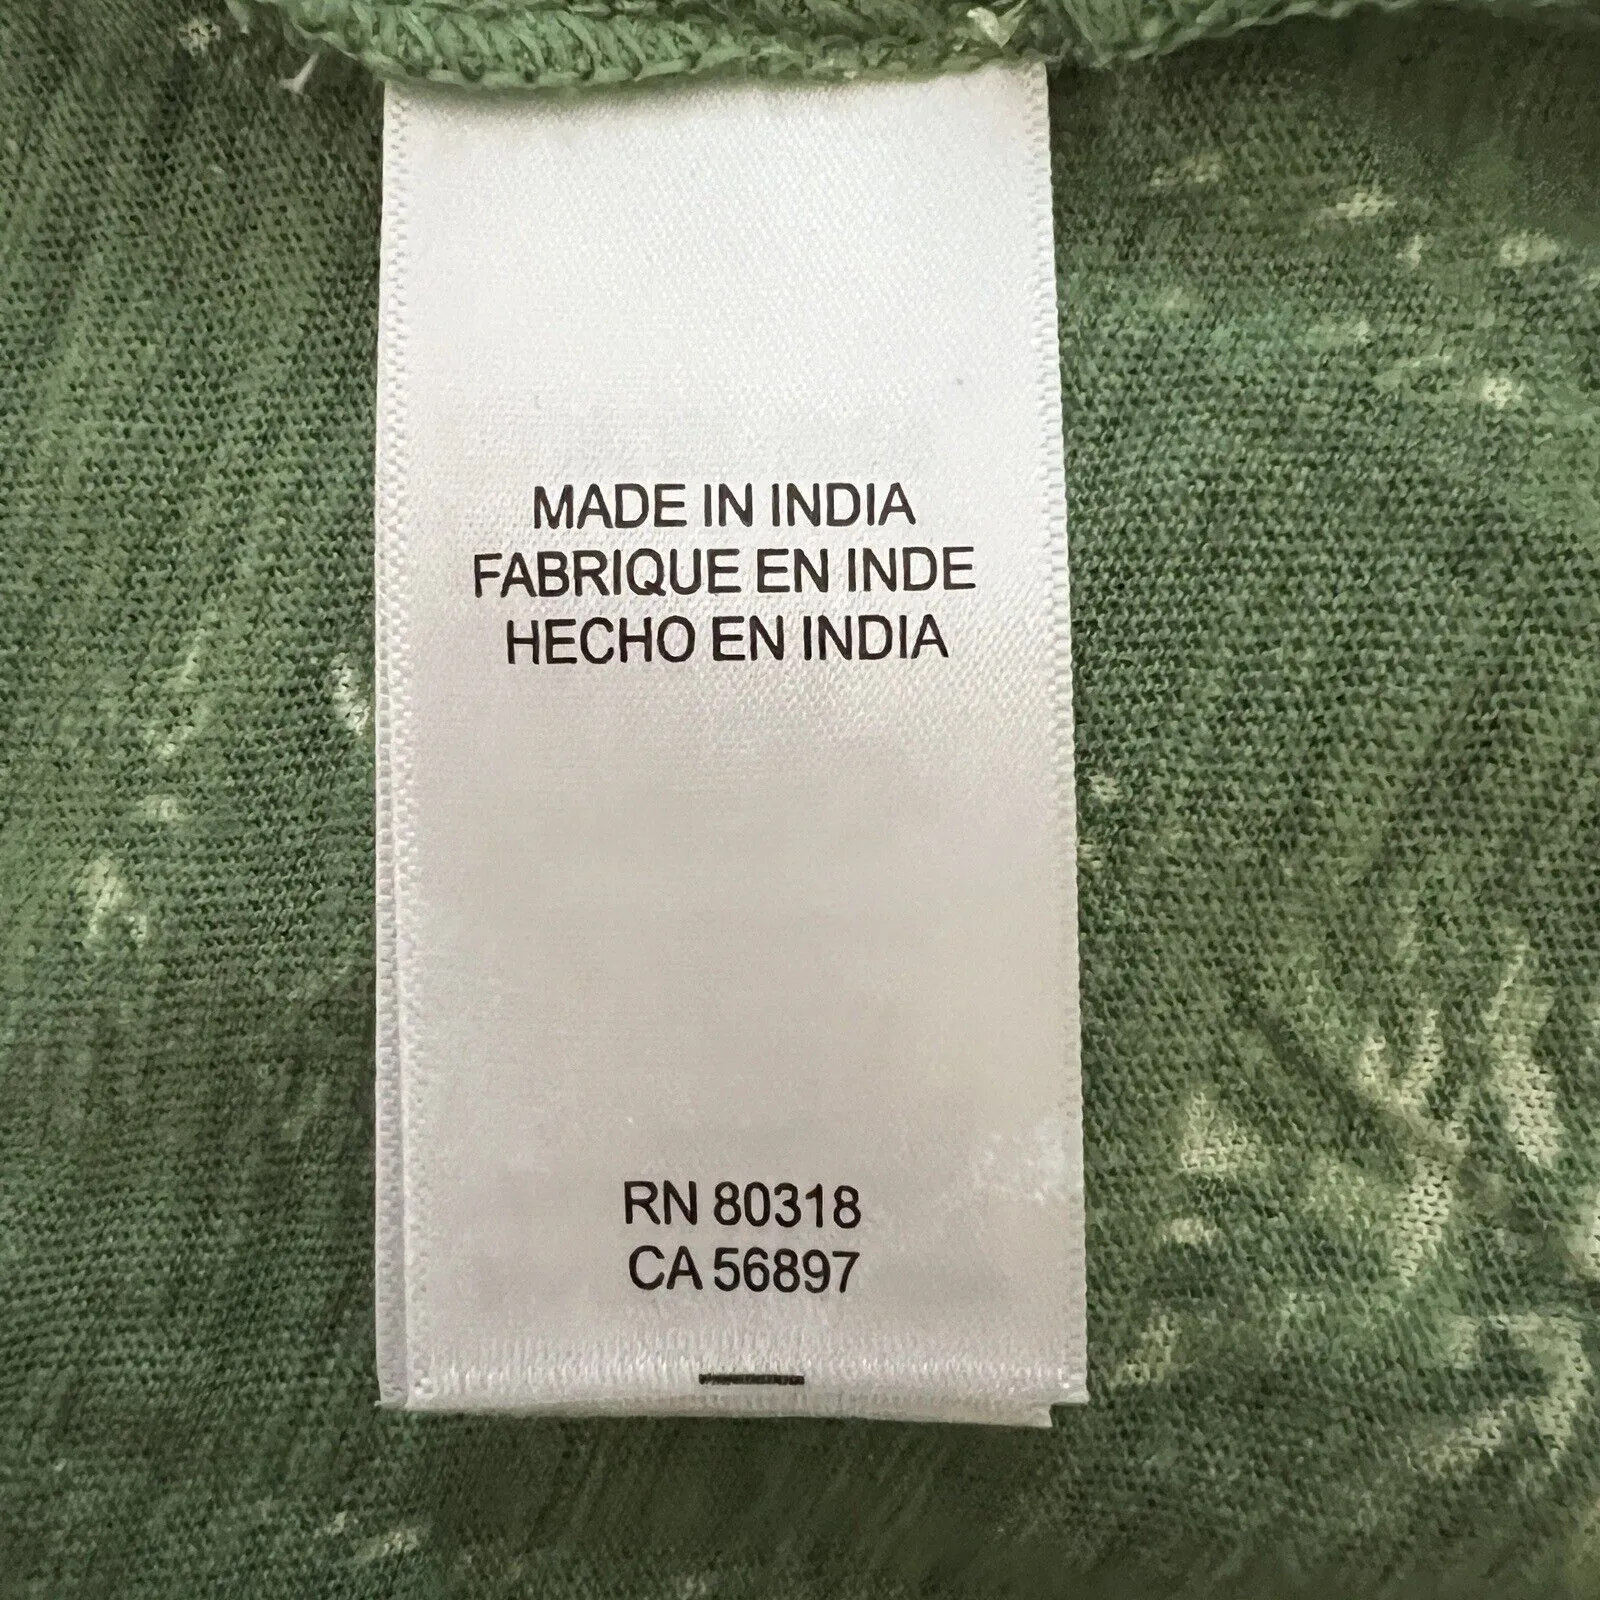 MADE IN INDIA
FABRIQUE EN INDE
HECHO EN INDIA
RN 80318
CA 56897